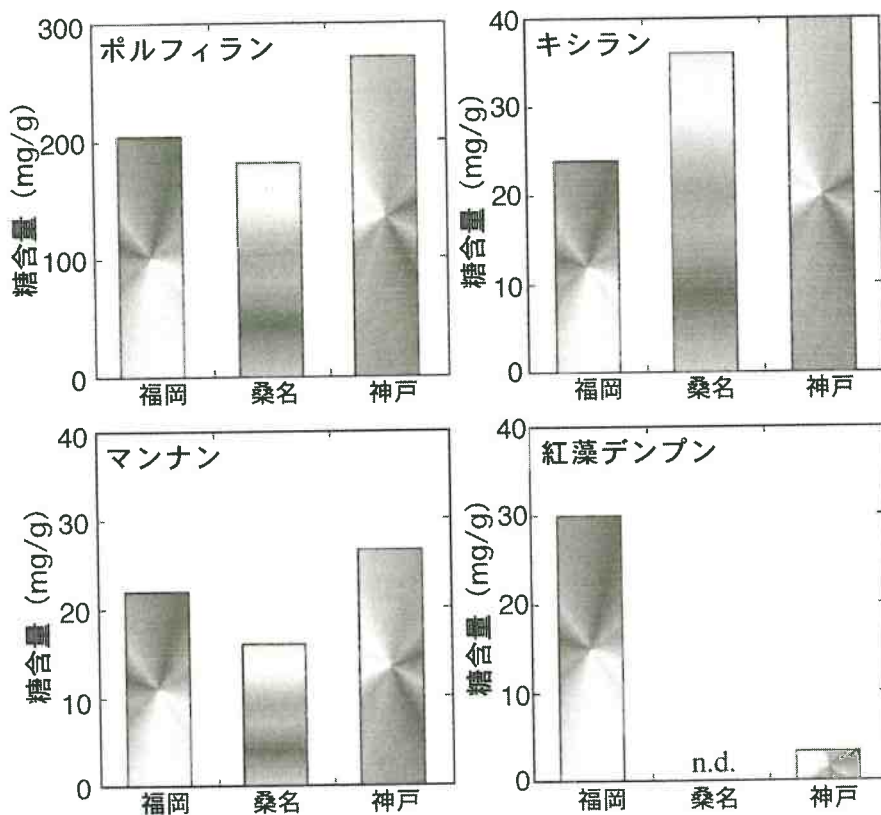 ポルフィラン
糖含量 (mg/g)
300
200
100
0
福岡 桑名 神戸
キシラン
糖含量 (mg/g)
40
30
20
10
0
福岡 桑名 神戸
マンナン
糖含量 (mg/g)
40
30
20
10
0
福岡 桑名 神戸
紅藻デンプン
糖含量 (mg/g)
40
30
20
10
0
n.d.
福岡 桑名 神戸